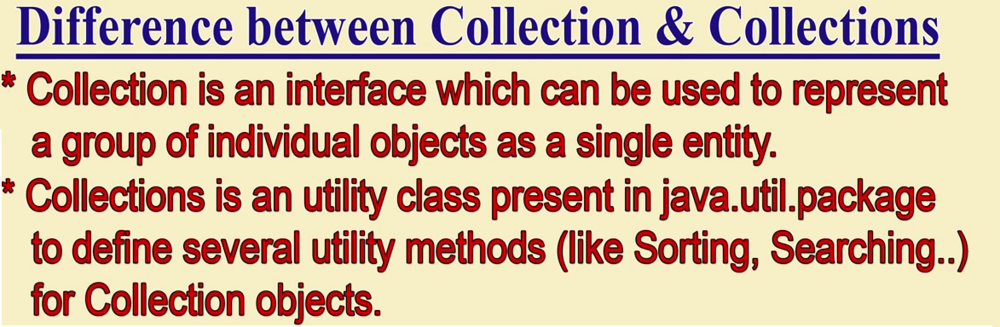 Difference between Collection & Collections
* Collection is an interface which can be used to represent
a group of individual objects as a single entity.
* Collections is an utility class present in java.util.package
to define several utility methods (like Sorting, Searching..)
for Collection objects.